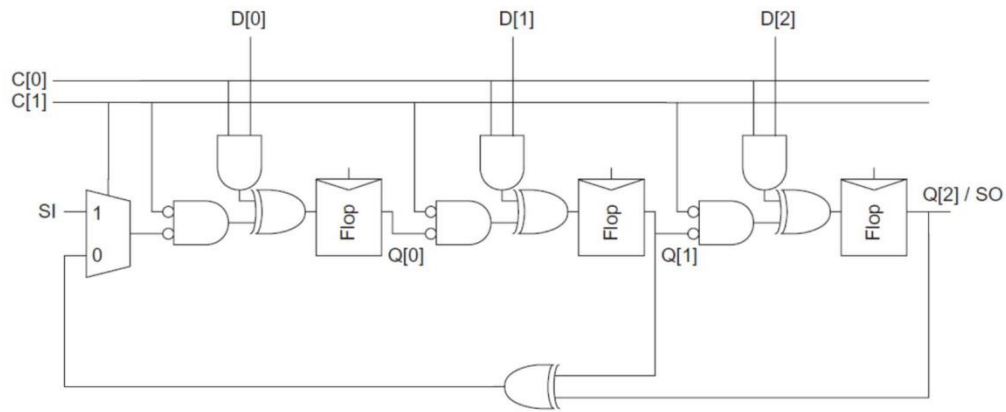 D[0] D[1] D[2]
C[0]
C[1]
SI
1
0
Flop
Q[0]
Flop
Q[1]
Flop
Q[2] / SO